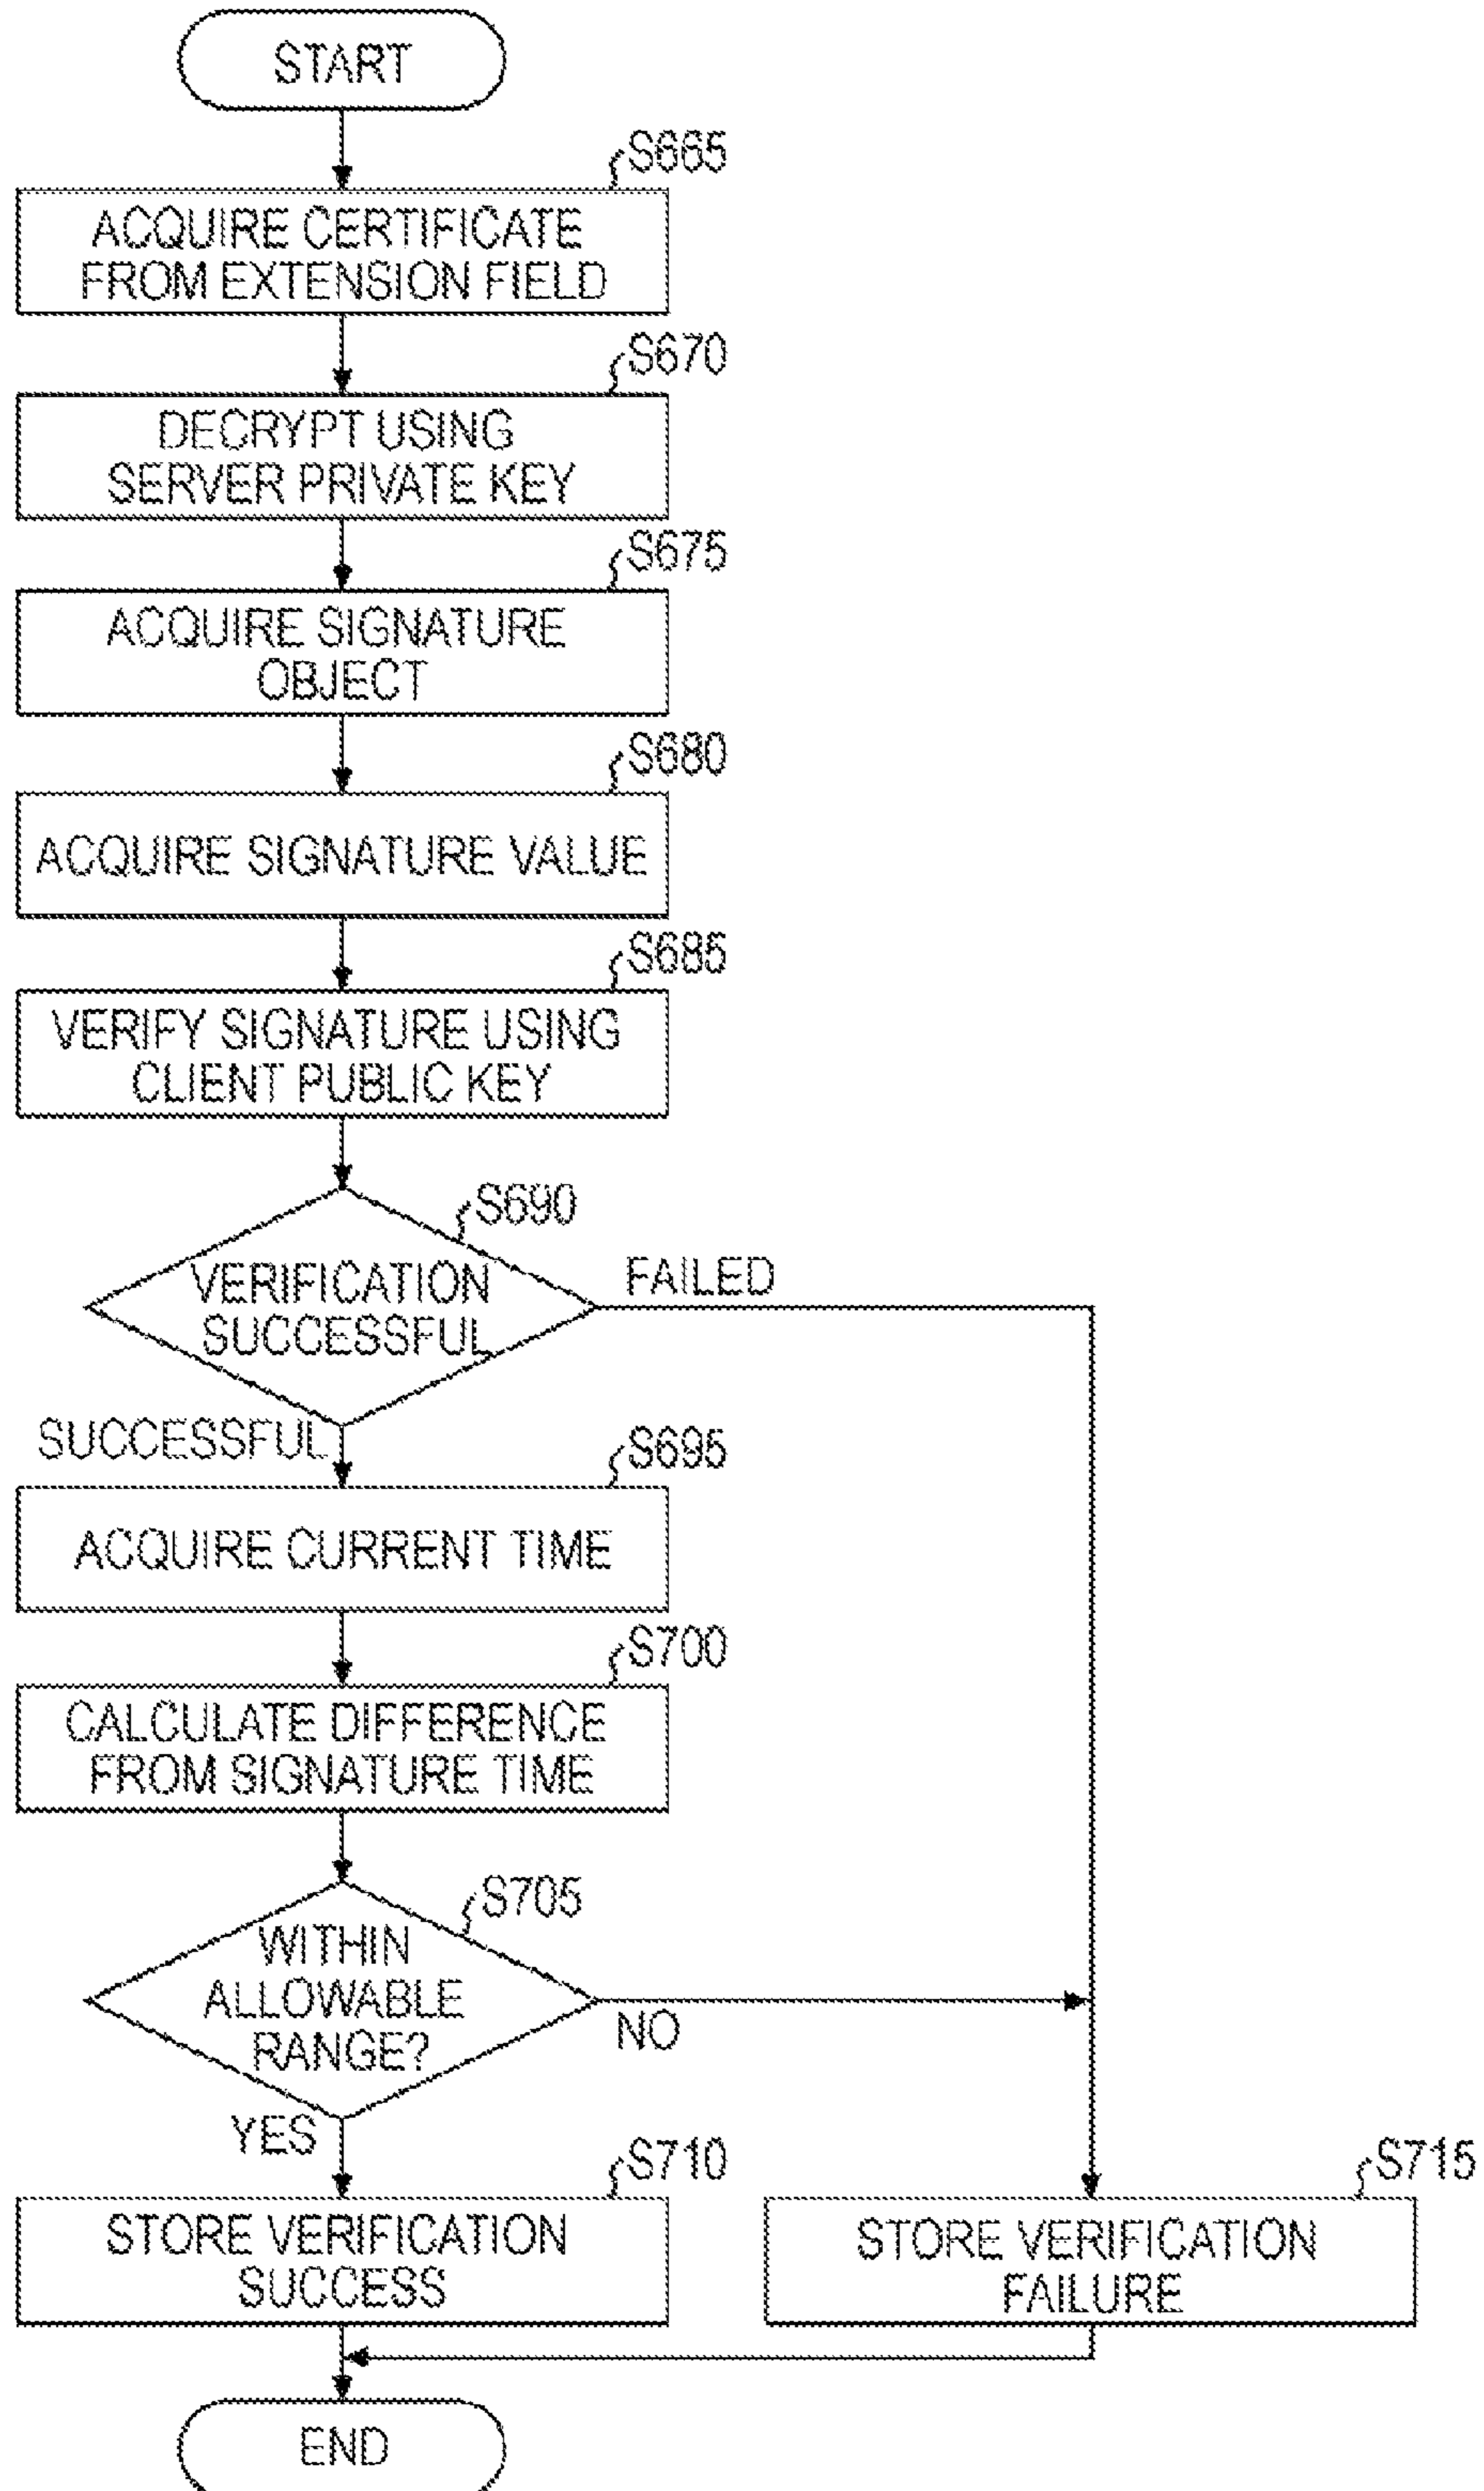 START
S665
ACQUIRE CERTIFICATE
FROM EXTENSION FIELD
S670
DECRYPT USING
SERVER PRIVATE KEY
S675
ACQUIRE SIGNATURE
OBJECT
S680
ACQUIRE SIGNATURE VALUE
S685
VERIFY SIGNATURE USING
CLIENT PUBLIC KEY
S690
VERIFICATION
SUCCESSFUL
FAILED
SUCCESSFUL
S695
ACQUIRE CURRENT TIME
S700
CALCULATE DIFFERENCE
FROM SIGNATURE TIME
S705
WITHIN
ALLOWABLE
RANGE?
NO
YES
S710
STORE VERIFICATION
SUCCESS
S715
STORE VERIFICATION
FAILURE
END